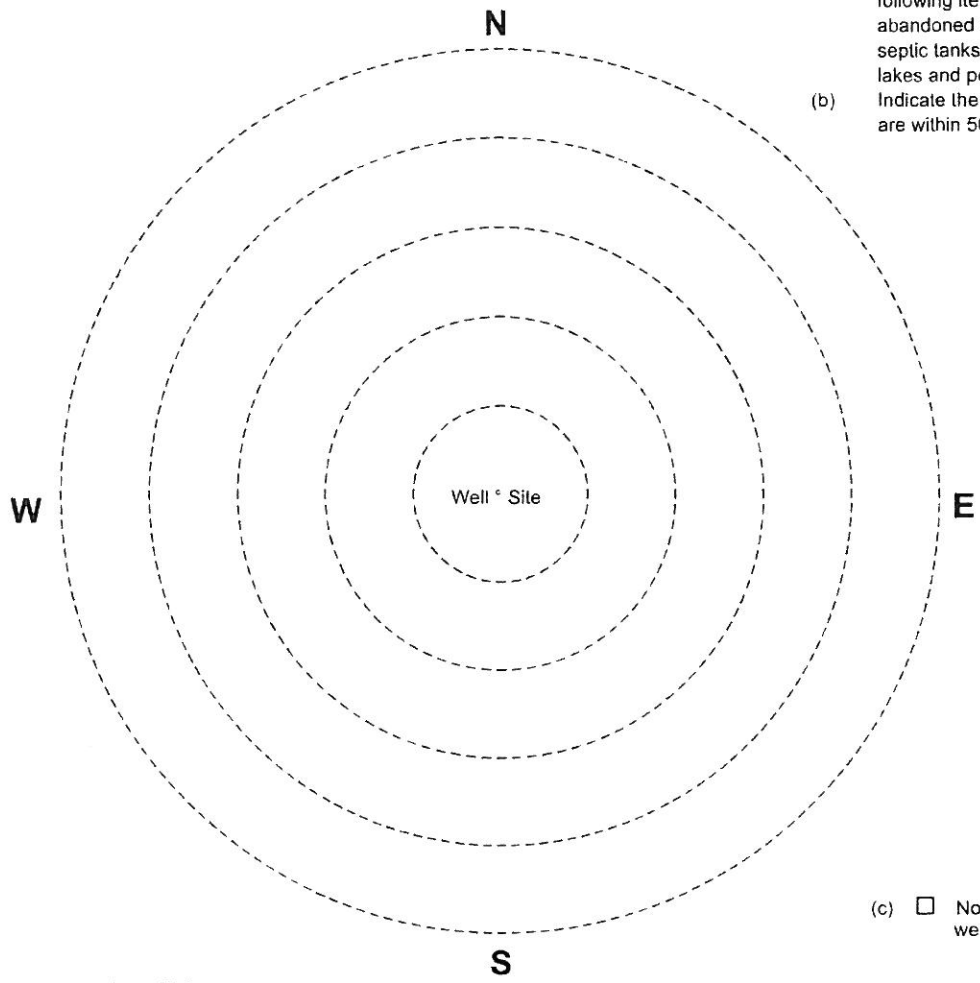 following ite
abandoned
septic tanks
lakes and p
(b) Indicate the
are within 5
N
W
Well ° Site
E
(c) ☐ No
we
S